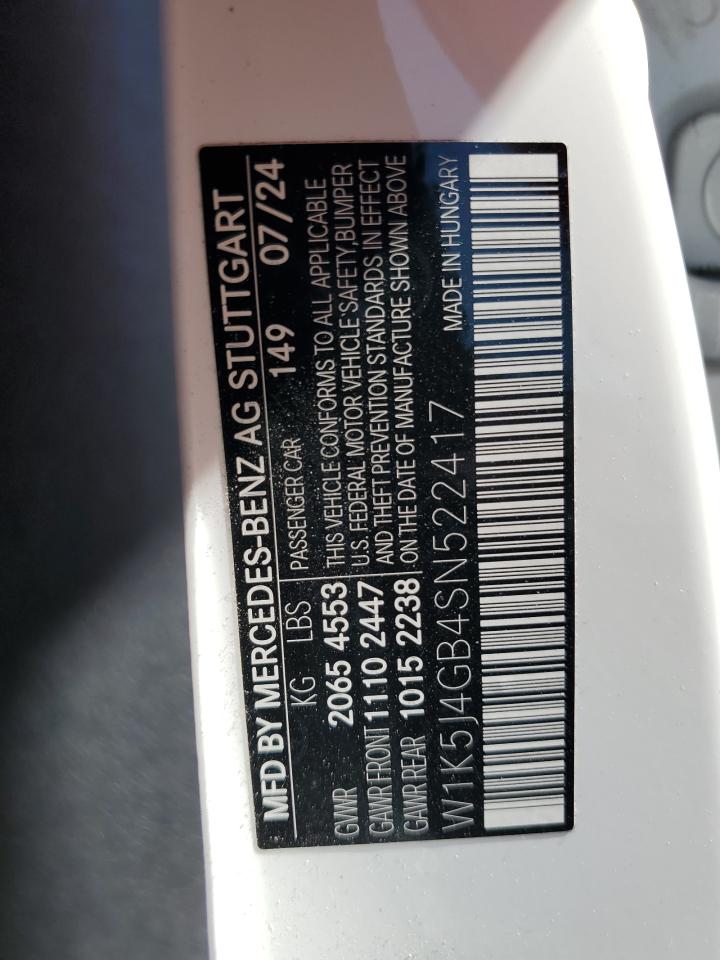 MFD BY MERCEDES-BENZ AG STUTTGART
149 07/24
KG LBS PASSENGER CAR
GVWR 2065 4553 THIS VEHICLE CONFORMS TO ALL APPLICABLE
U.S. FEDERAL MOTOR VEHICLE SAFETY,BUMPER
GAWR FRONT 1110 2447 AND THEFT PREVENTION STANDARDS IN EFFECT
GAWR REAR 1015 2238 ON THE DATE OF MANUFACTURE SHOWN ABOVE
W1K5J4GB4SN522417 MADE IN HUNGARY